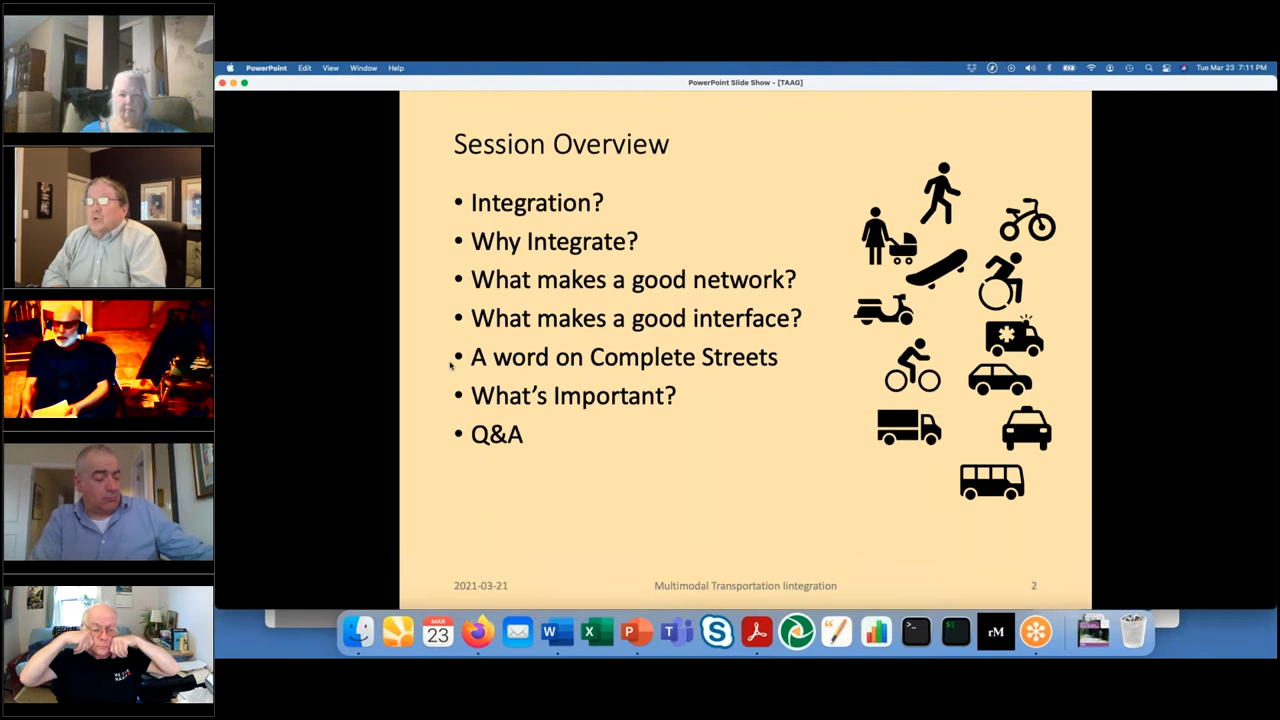 PowerPoint Edit View Window Help
Tue Mar 23 7:11 PM
PowerPoint Slide Show - [TAAG]
Session Overview
• Integration?
• Why Integrate?
• What makes a good network?
• What makes a good interface?
• A word on Complete Streets
• What's Important?
• Q&A
2021-03-21
Multimodal Transportation Iintegration
2
MAR
23
W
X
P
T
S
>_
$
rM